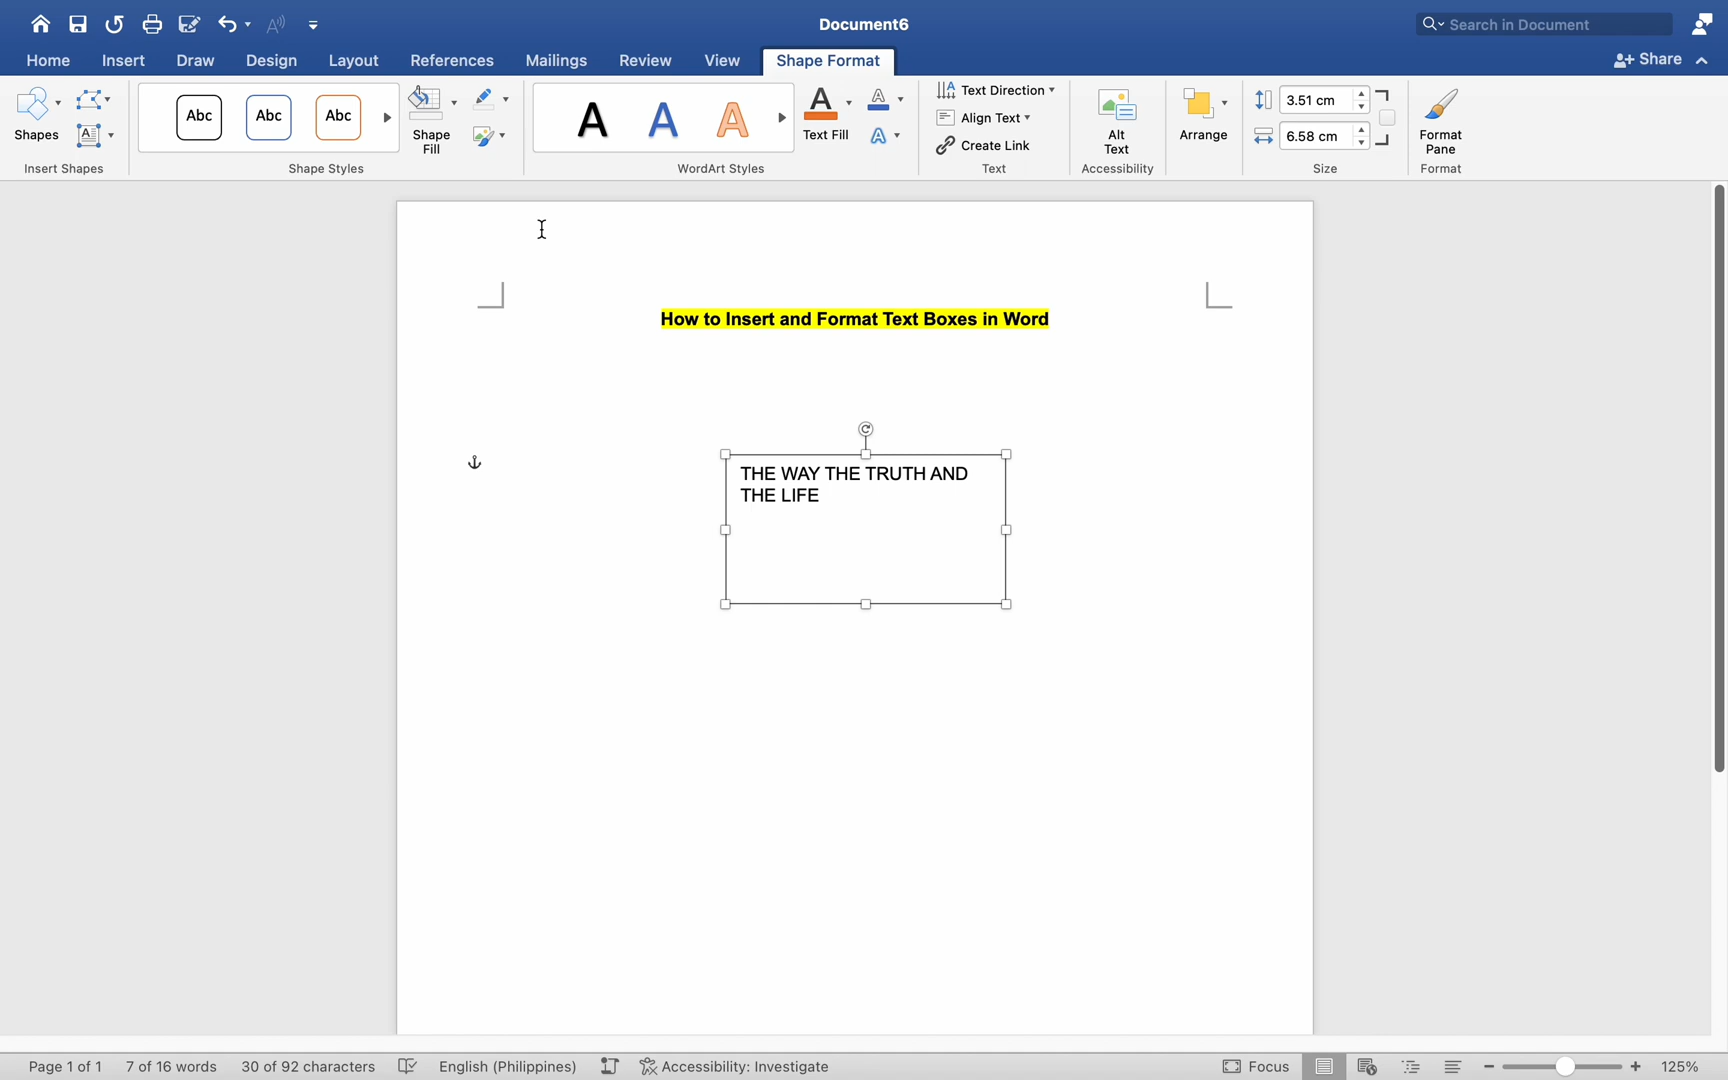 Document6
Search in Document
Home Insert Draw Design Layout References Mailings Review View Shape Format Share
Shapes
Insert Shapes
Abc Abc Abc
Shape Styles
Shape
Fill
A A A
WordArt Styles
Text Fill
Text Direction
Align Text
Create Link
Text
Alt
Text
Accessibility
Arrange
3.51 cm
6.58 cm
Size
Format
Pane
Format
How to Insert and Format Text Boxes in Word
THE WAY THE TRUTH AND
THE LIFE
Page 1 of 1 7 of 16 words 30 of 92 characters English (Philippines) Accessibility: Investigate Focus 125%